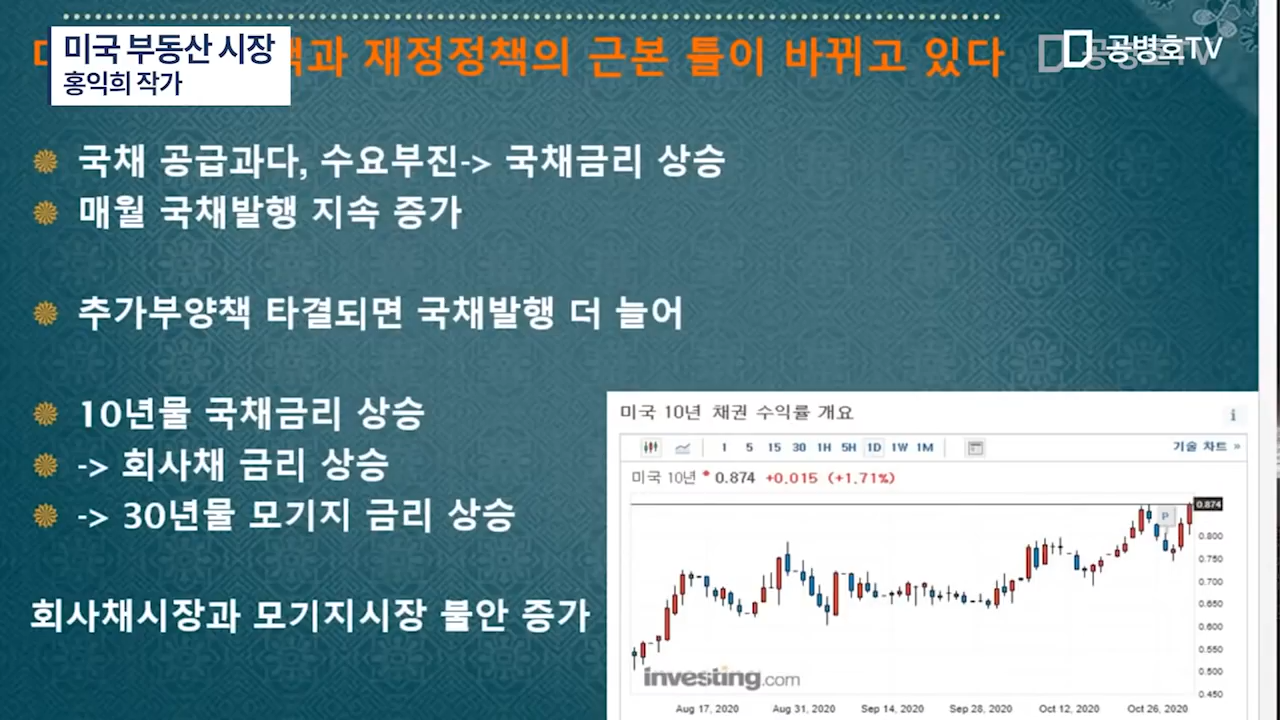 미국 부동산 시장
홍익희 작가
재정정책의 근본 틀이 바뀌고 있다
공병호TV
국채 공급과다, 수요부진-> 국채금리 상승
매월 국채발행 지속 증가
추가부양책 타결되면 국채발행 더 늘어
10년물 국채금리 상승
-> 회사채 금리 상승
-> 30년물 모기지 금리 상승
회사채시장과 모기지시장 불안 증가
미국 10년 채권 수익률 개요
1 5 15 30 1H 5H 1D 1W 1M 기술 차트 »
미국 10년 * 0.874 +0.015 (+1.71%)
0.874
P
0.800
0.750
0.700
0.650
0.600
0.550
0.500
0.450
investing.com
Aug 17, 2020 Aug 31, 2020 Sep 14, 2020 Sep 28, 2020 Oct 12, 2020 Oct 26, 2020